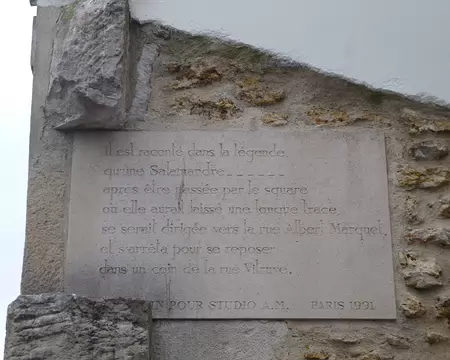 il est raconté dans la légende,
qu'une Salamandre_ _ _ _ _ _ _
après être passée par le square
où elle aurait laissé une longue trace
se serait dirigée vers la rue Albert Marquet,
et s'arrêta pour se reposer
dans un coin de la rue Vitruve.
POUR STUDIO A.M. PARIS 1991